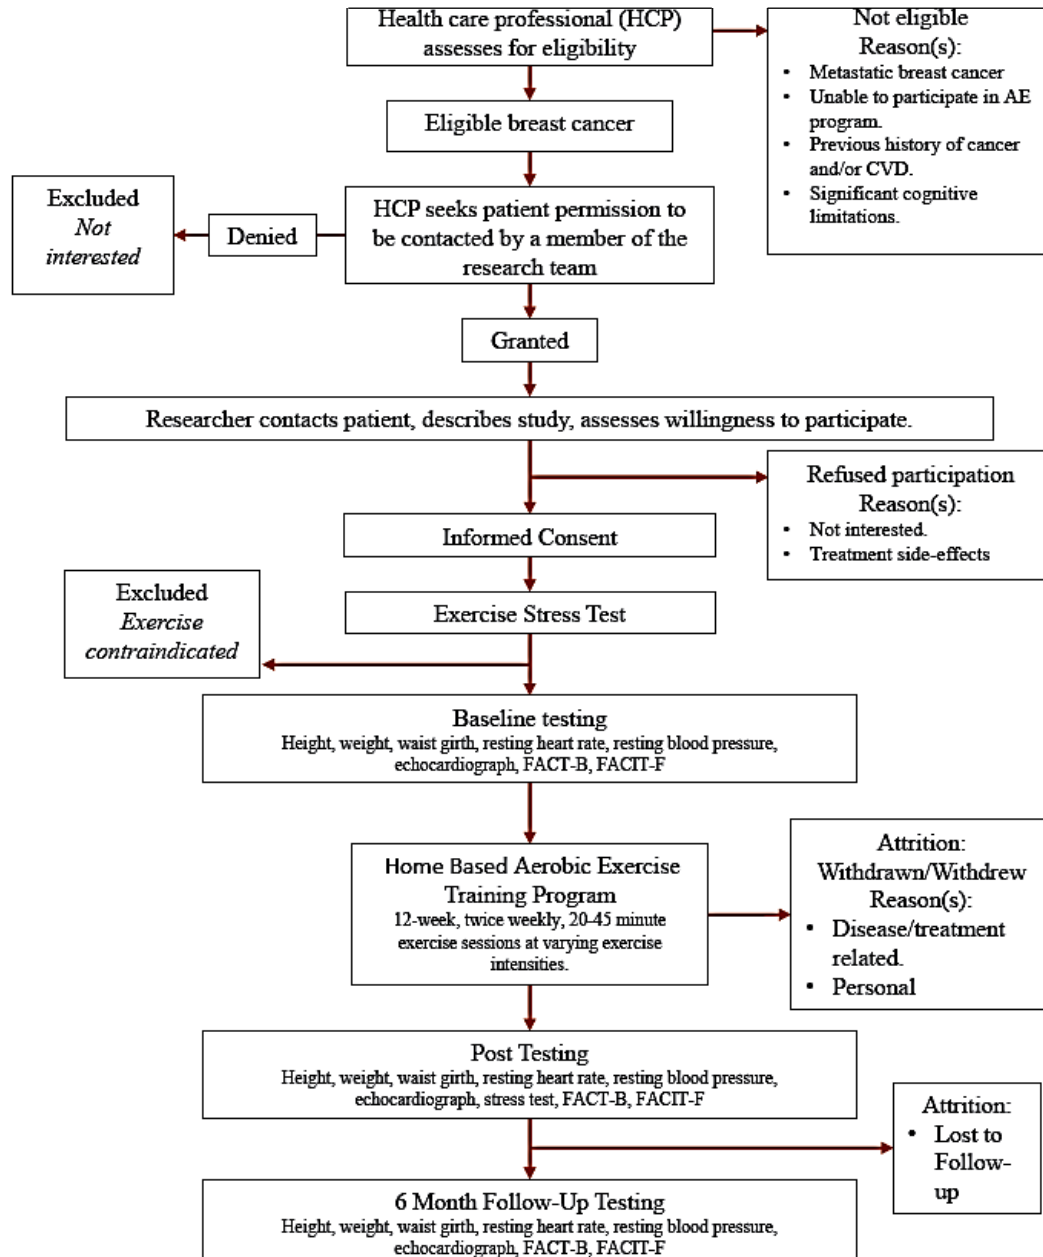 Health care professional (HCP)
assesses for eligibility
Not eligible
Reason(s):
• Metastatic breast cancer
• Unable to participate in AE
program.
• Previous history of cancer
and/or CVD.
• Significant cognitive
limitations.
Eligible breast cancer
HCP seeks patient permission to
be contacted by a member of the
research team
Denied
Excluded
Not
interested
Granted
Researcher contacts patient, describes study, assesses willingness to participate.
Refused participation
Reason(s):
• Not interested.
• Treatment side-effects
Informed Consent
Exercise Stress Test
Excluded
Exercise
contraindicated
Baseline testing
Height, weight, waist girth, resting heart rate, resting blood pressure,
echocardiograph, FACT-B, FACIT-F
Home Based Aerobic Exercise
Training Program
12-week, twice weekly, 20-45 minute
exercise sessions at varying exercise
intensities.
Attrition:
Withdrawn/Withdrew
Reason(s):
• Disease/treatment
related.
• Personal
Post Testing
Height, weight, waist girth, resting heart rate, resting blood pressure,
echocardiograph, stress test, FACT-B, FACIT-F
Attrition:
• Lost to
Follow-
up
6 Month Follow-Up Testing
Height, weight, waist girth, resting heart rate, resting blood pressure,
echocardiograph, FACT-B, FACIT-F